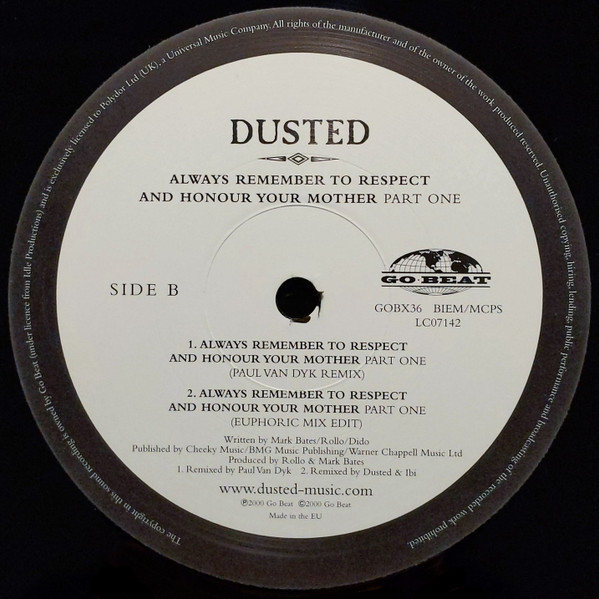 DUSTED
ALWAYS REMEMBER TO RESPECT
AND HONOUR YOUR MOTHER PART ONE
SIDE B
GO BEAT
GOBX36 BIEM/MCPS
LC07142
1. ALWAYS REMEMBER TO RESPECT
AND HONOUR YOUR MOTHER PART ONE
(PAUL VAN DYK REMIX)
2. ALWAYS REMEMBER TO RESPECT
AND HONOUR YOUR MOTHER PART ONE
(EUPHORIC MIX EDIT)
Written by Mark Bates/Rollo/Dido
Published by Cheeky Music/BMG Music Publishing/Warner Chappell Music Ltd
Produced by Rollo & Mark Bates
1. Remixed by Paul Van Dyk 2. Remixed by Dusted & Ibi
www.dusted-music.com
℗2000 Go Beat ©2000 Go Beat
Made in the EU
The copyright in this sound recording is owned by Go Beat (under licence from Idle Productions) and is exclusively licensed to Polydor Ltd (UK), a Universal Music Company. All rights of the manufacturer and of the owner of the work produced reserved. Unauthorised copying, hiring, lending, public performance and broadcasting of the recorded work prohibited.